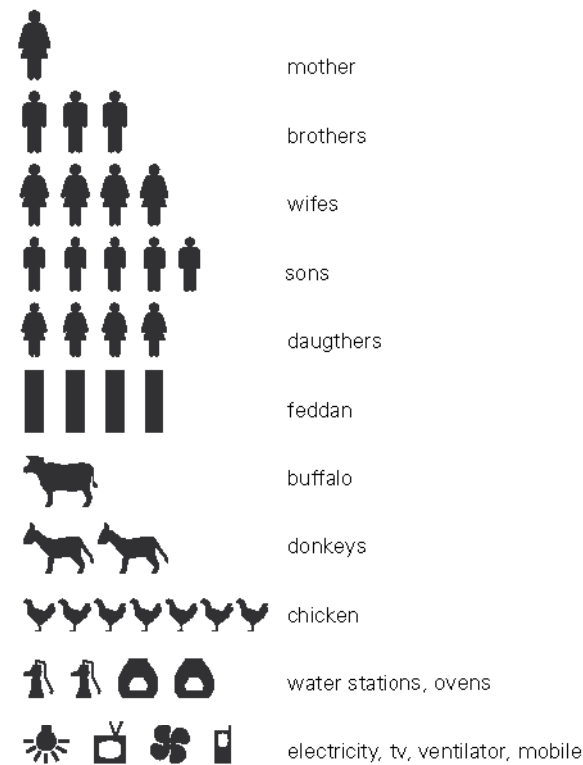 mother
brothers
wifes
sons
daugthers
feddan
buffalo
donkeys
chicken
water stations, ovens
electricity, tv, ventilator, mobile